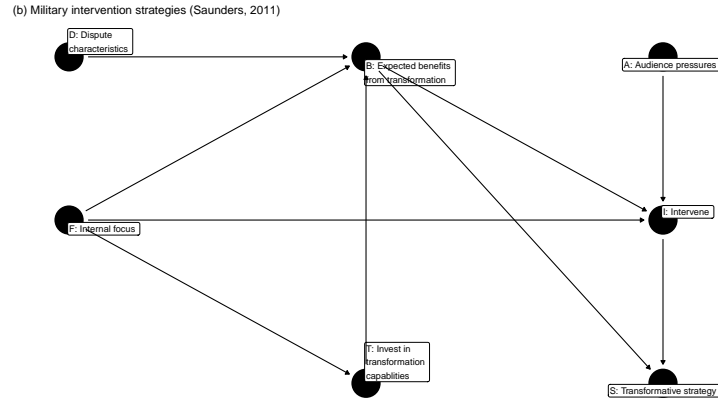 (b) Military intervention strategies (Saunders, 2011)
D: Dispute
characteristics
B: Expected benefits
from transformation
A: Audience pressures
F: Internal focus
I: Intervene
T: Invest in
transformation
capablities
S: Transformative strategy